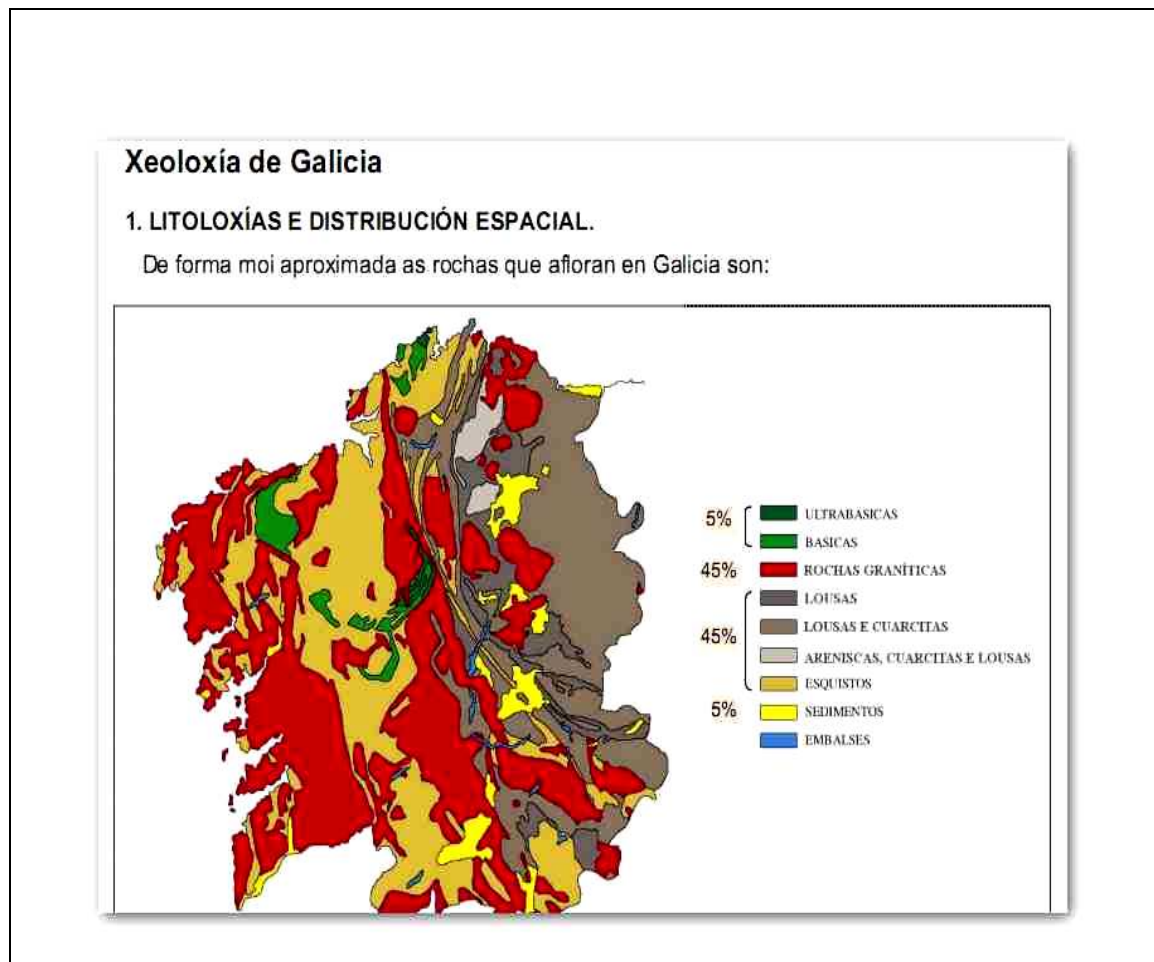 Xeoloxía de Galicia
1. LITOLOXÍAS E DISTRIBUCIÓN ESPACIAL.
De forma moi aproximada as rochas que afloran en Galicia son:
5%
ULTRABASICAS
BASICAS
45%
ROCHAS GRANÍTICAS
45%
LOUSAS
LOUSAS E CUARCITAS
ARENISCAS, CUARCITAS E LOUSAS
ESQUISTOS
5%
SEDIMENTOS
EMBALSES